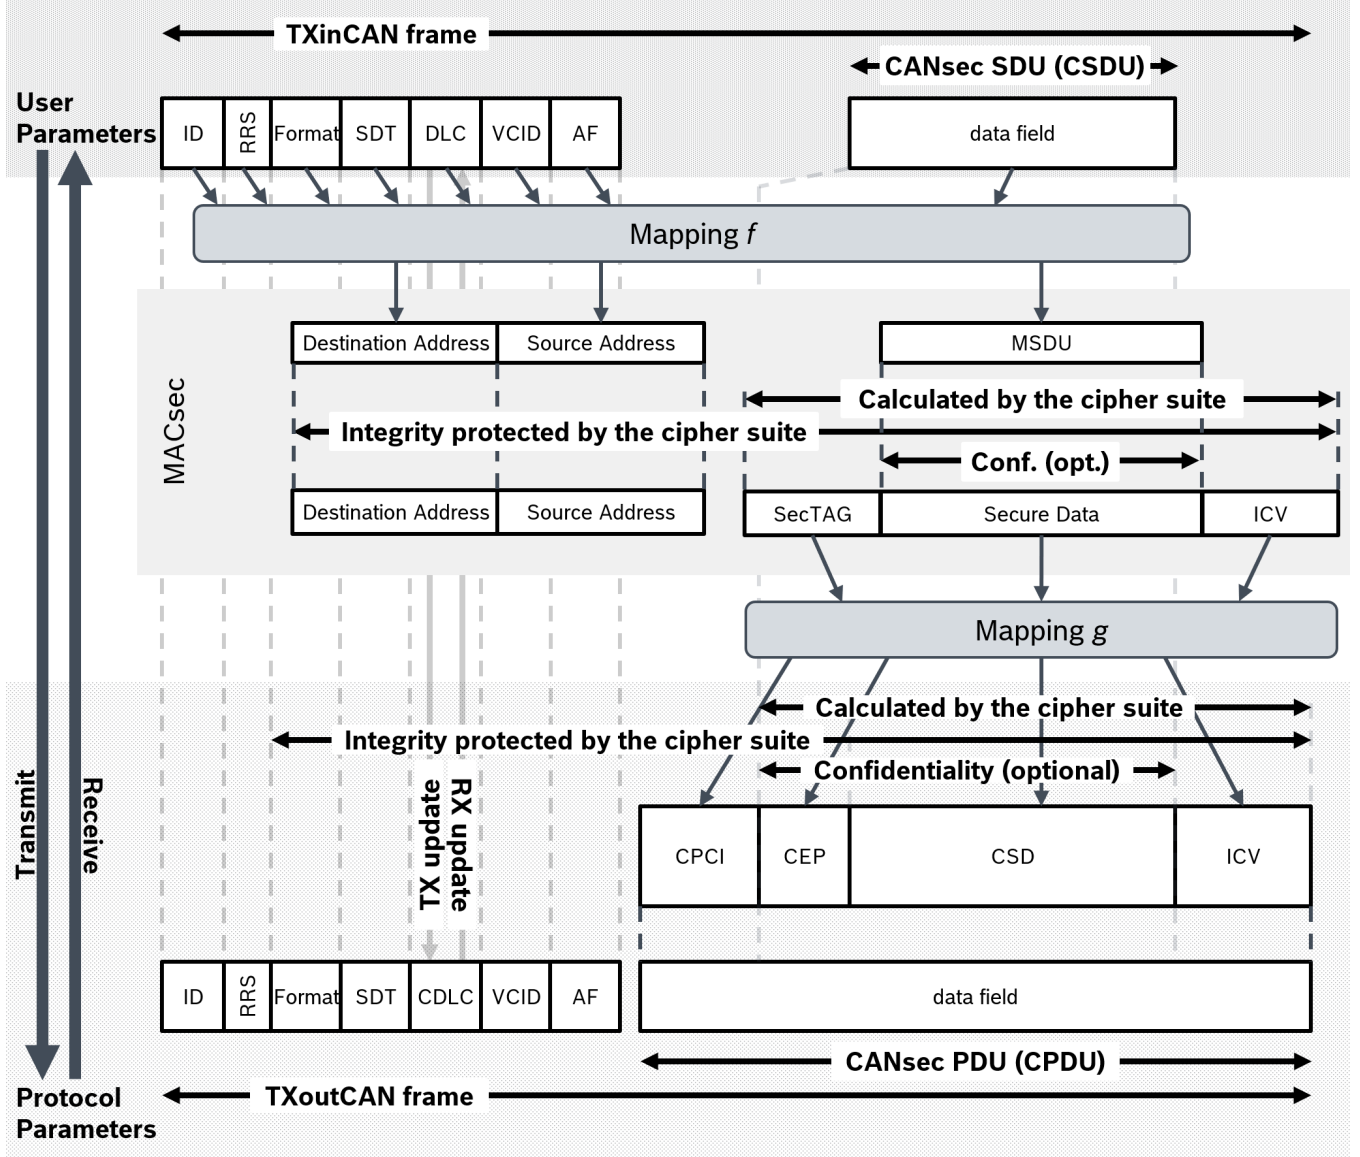 TXinCAN frame
CANsec SDU (CSDU)
User
Parameters
ID
RRS
Format
SDT
DLC
VCID
AF
data field
Mapping f
MACsec
Destination Address
Source Address
MSDU
Calculated by the cipher suite
Integrity protected by the cipher suite
Conf. (opt.)
Destination Address
Source Address
SecTAG
Secure Data
ICV
Mapping g
Calculated by the cipher suite
Integrity protected by the cipher suite
Confidentiality (optional)
Transmit
Receive
TX update
RX update
CPCI
CEP
CSD
ICV
ID
RRS
Format
SDT
CDLC
VCID
AF
data field
CANsec PDU (CPDU)
Protocol
Parameters
TXoutCAN frame